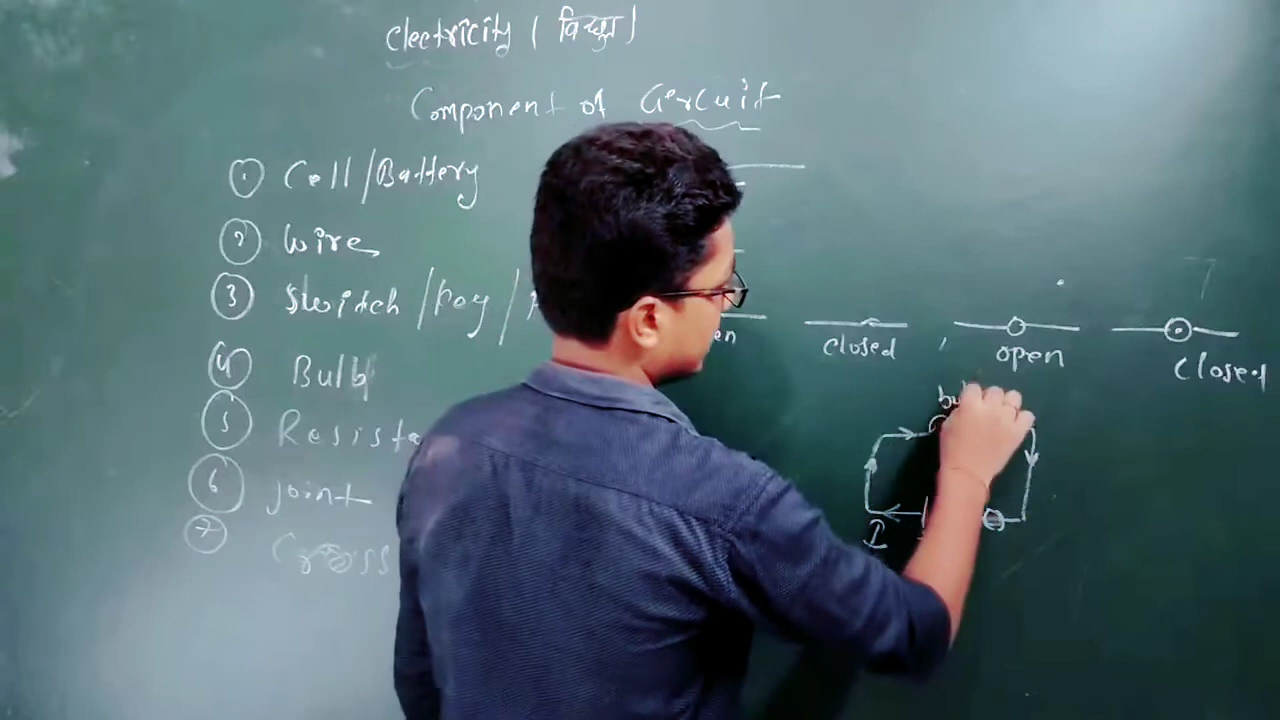 Electricity (विद्युत)
Component of Circuit
① Cell/Battery
② Wire
③ Switch/Key/
④ Bulb
⑤ Resista
⑥ joint
⑦ Cross
en closed , open closed
bu
I